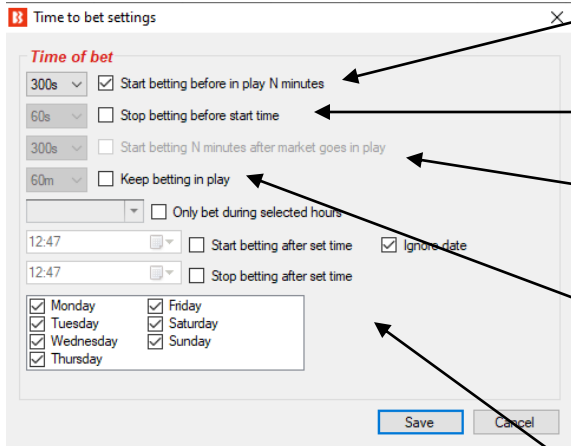 Time to bet settings
Time of bet
300s Start betting before in play N minutes
60s Stop betting before start time
300s Start betting N minutes after market goes in play
60m Keep betting in play
Only bet during selected hours
12:47 Start betting after set time Ignore date
12:47 Stop betting after set time
Monday Friday
Tuesday Saturday
Wednesday Sunday
Thursday
Save Cancel